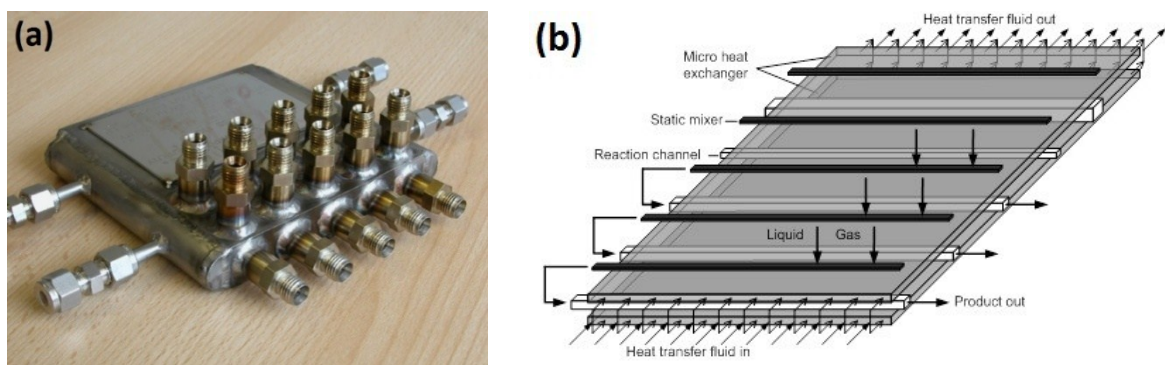 (a)
(b)
Heat transfer fluid out
Micro heat
exchanger
Static mixer
Reaction channel
Liquid
Gas
Product out
Heat transfer fluid in